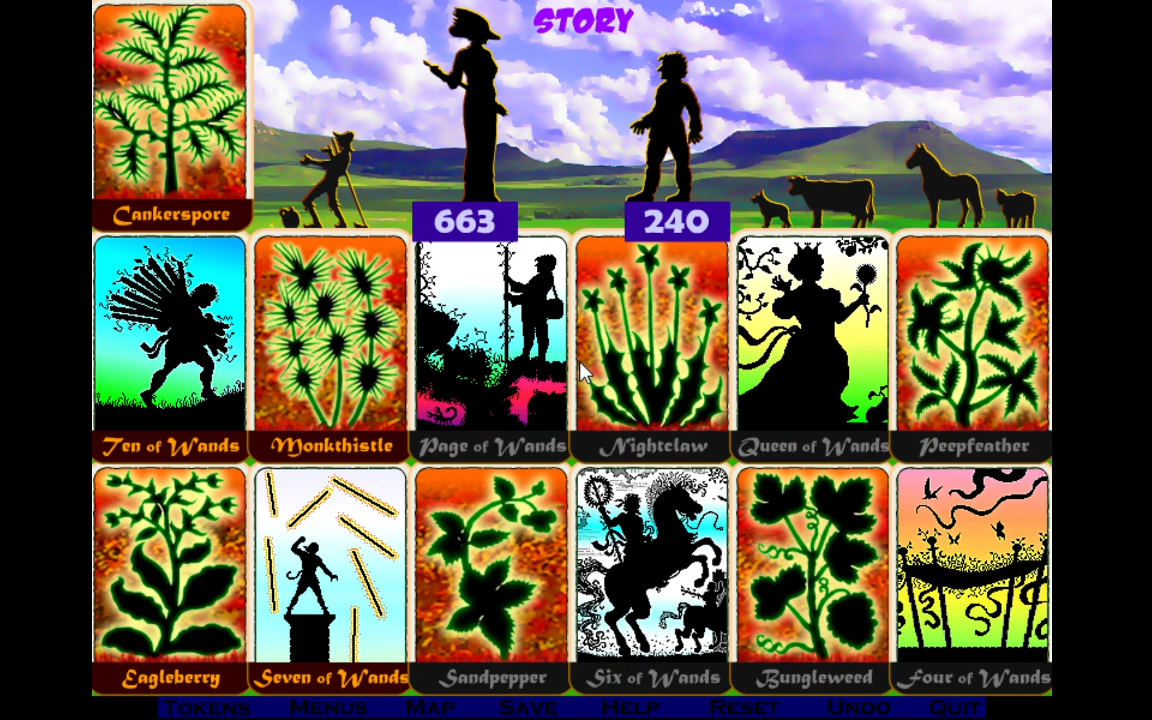 STORY
Cankerspore
663
240
Ten of Wands
Monkthistle
Page of Wands
Nightclaw
Queen of Wands
Peepfeather
Eagleberry
Seven of Wands
Sandpepper
Six of Wands
Bungleweed
Four of Wands
Tokens Menus Map Save Help Reset Undo Quit